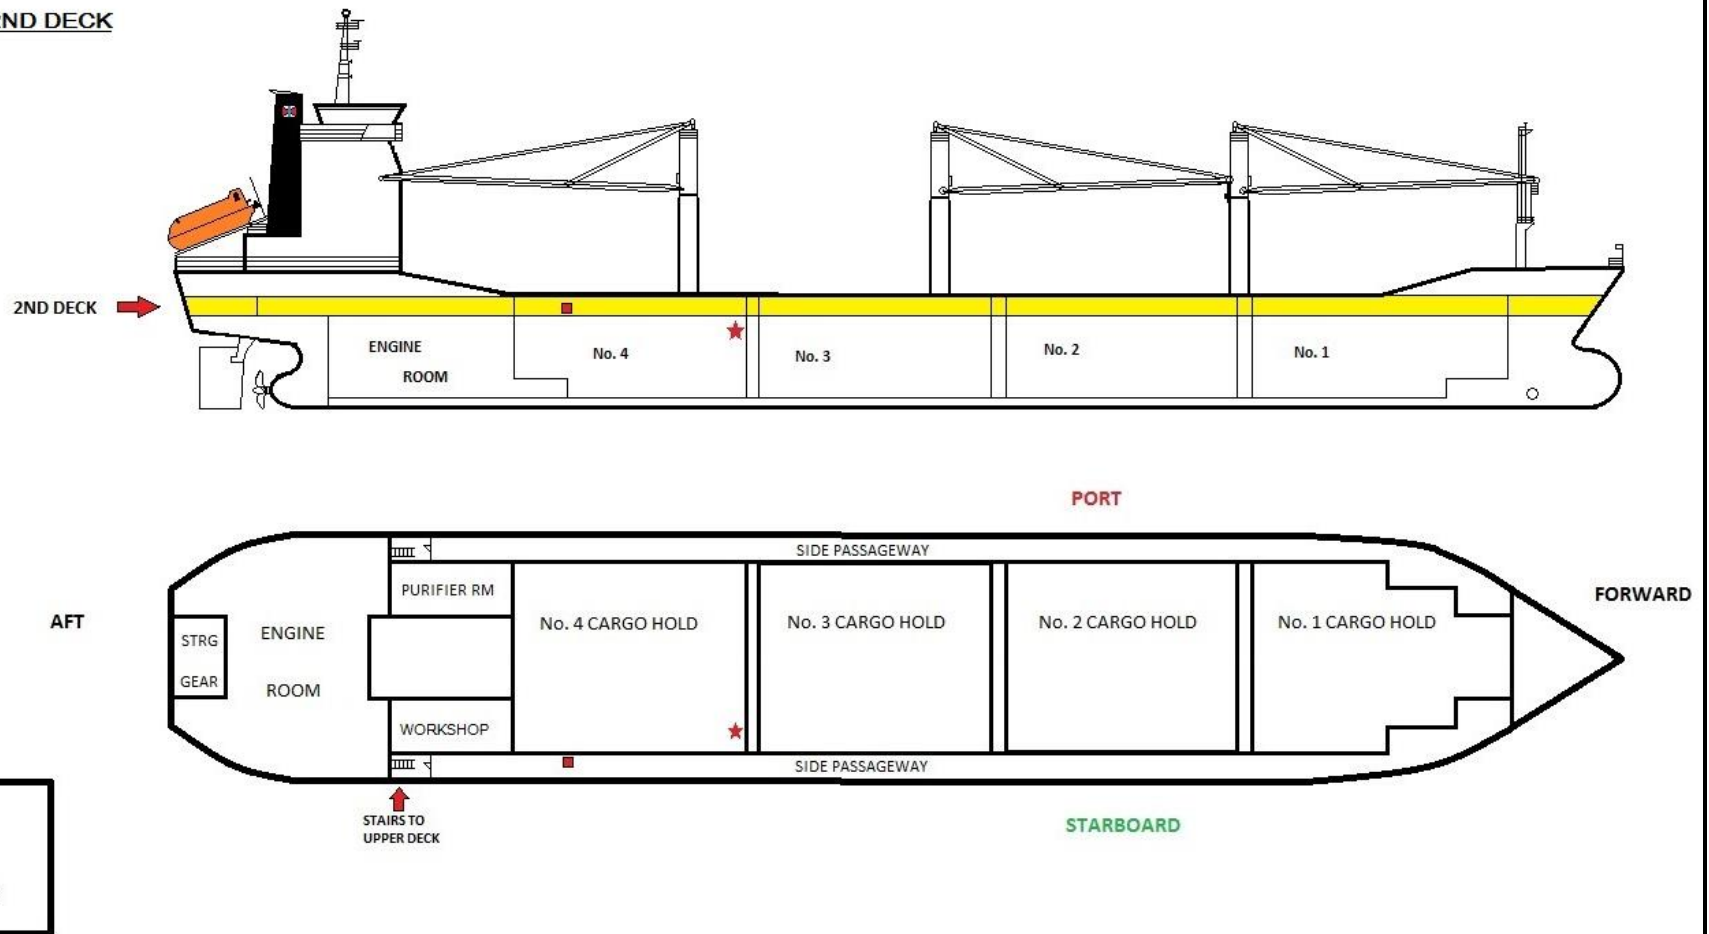 2ND DECK
2ND DECK
ENGINE
ROOM
No. 4
No. 3
No. 2
No. 1
PORT
SIDE PASSAGEWAY
PURIFIER RM
FORWARD
AFT
STRG
GEAR
ENGINE
ROOM
No. 4 CARGO HOLD
No. 3 CARGO HOLD
No. 2 CARGO HOLD
No. 1 CARGO HOLD
WORKSHOP
SIDE PASSAGEWAY
STAIRS TO
UPPER DECK
STARBOARD